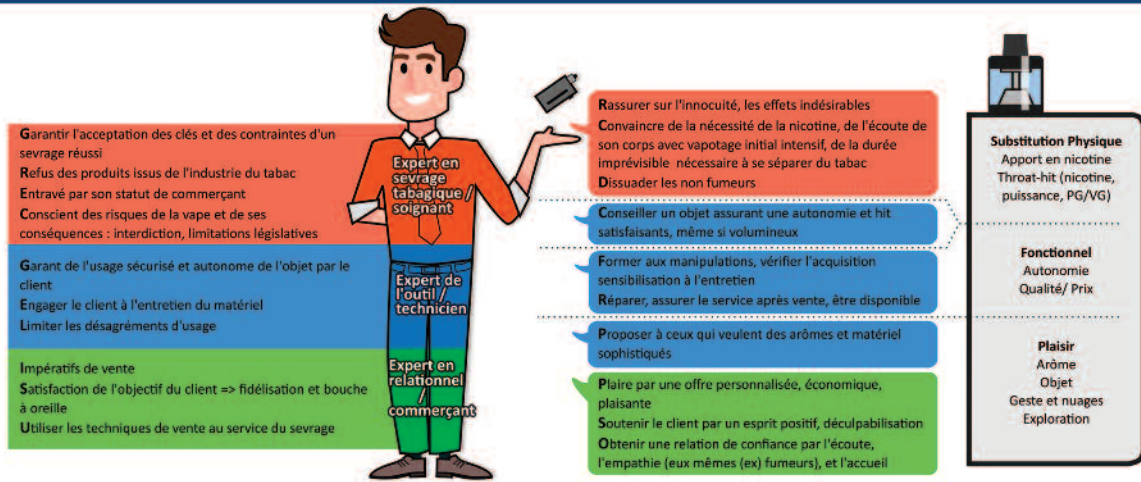 Garantir l'acceptation des clés et des contraintes d'un
sevrage réussi
Refus des produits issus de l'industrie du tabac
Entravé par son statut de commerçant
Conscient des risques de la vape et de ses
conséquences : interdiction, limitations législatives
Garant de l'usage sécurisé et autonome de l'objet par le
client
Engager le client à l'entretien du matériel
Limiter les désagréments d'usage
Impératifs de vente
Satisfaction de l'objectif du client => fidélisation et bouche
à oreille
Utiliser les techniques de vente au service du sevrage
Expert en
sevrage
tabagique /
soignant
Expert de
l'outil /
technicien
Expert en
relationnel
/
commerçant
Rassurer sur l'innocuité, les effets indésirables
Convaincre de la nécessité de la nicotine, de l'écoute de
son corps avec vapotage initial intensif, de la durée
imprévisible nécessaire à se séparer du tabac
Dissuader les non fumeurs
Conseiller un objet assurant une autonomie et hit
satisfaisants, même si volumineux
Former aux manipulations, vérifier l'acquisition
sensibilisation à l'entretien
Réparer, assurer le service après vente, être disponible
Proposer à ceux qui veulent des arômes et matériel
sophistiqués
Plaire par une offre personnalisée, économique,
plaisante
Soutenir le client par un esprit positif, déculpabilisation
Obtenir une relation de confiance par l'écoute,
l'empathie (eux mêmes (ex) fumeurs), et l'accueil
Substitution Physique
Apport en nicotine
Throat-hit (nicotine,
puissance, PG/VG)
Fonctionnel
Autonomie
Qualité/ Prix
Plaisir
Arôme
Objet
Geste et nuages
Exploration